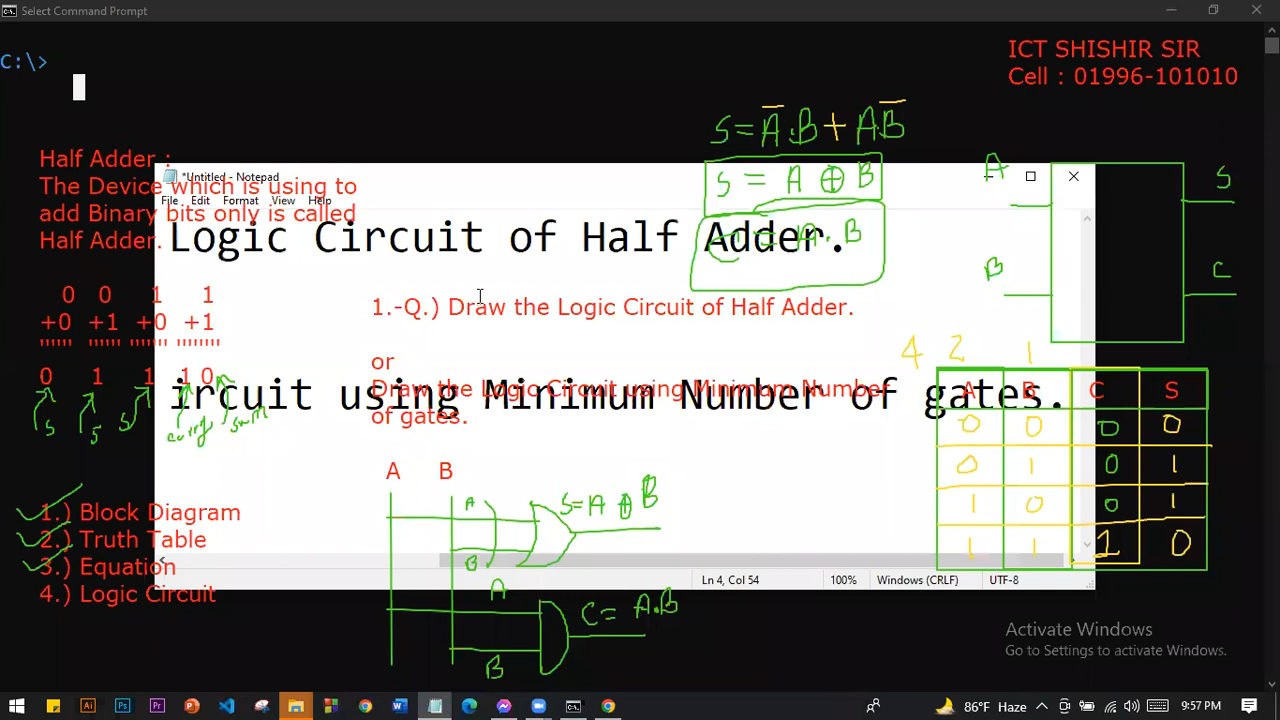 Select Command Prompt
C:\>
ICT SHISHIR SIR
Cell : 01996-101010
S = A̅.B + AB̅
S = A ⊕ B
C = A.B
Half Adder :
The Device which is using to
add Binary bits only is called
Half Adder.
*Untitled - Notepad
File Edit Format View Help
Logic Circuit of Half Adder.
ircuit using Minimum Number of gates.
0 0 1 1
+0 +1 +0 +1
'''''' '''''' '''''' ''''''''
0 1 1 1 0
S S S carry sum
1.-Q.) Draw the Logic Circuit of Half Adder.
or
Draw the Logic Circuit using Minimum Number
of gates.
A B
A
B
S = A ⊕ B
A
B
C = A.B
1.) Block Diagram
2.) Truth Table
3.) Equation
4.) Logic Circuit
A S
B C
4 2 1
A B C S
0 0 0 0
0 1 0 1
1 0 0 1
1 1 1 0
Ln 4, Col 54 100% Windows (CRLF) UTF-8
Activate Windows
Go to Settings to activate Windows.
86°F Haze 9:57 PM